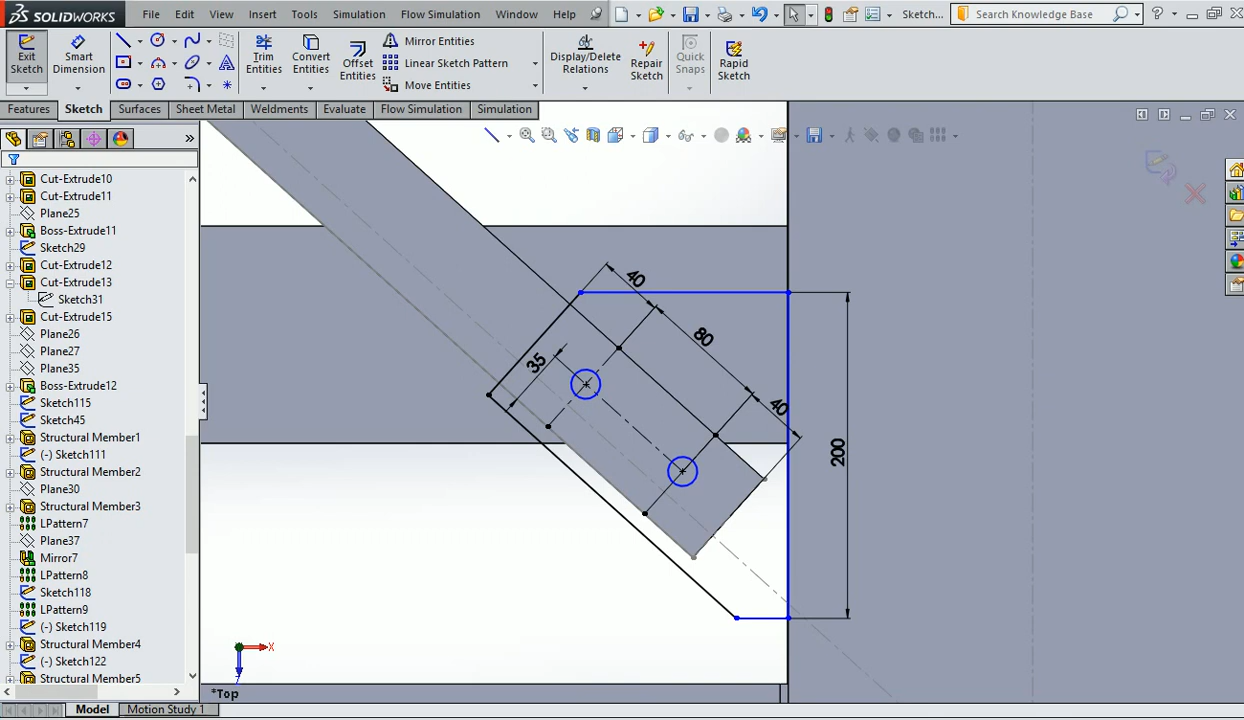 SOLIDWORKS File Edit View Insert Tools Simulation Flow Simulation Window Help Sketch... Search Knowledge Base ?
Exit Sketch
Smart Dimension
Trim Entities
Convert Entities
Offset Entities
Mirror Entities
Linear Sketch Pattern
Move Entities
Display/Delete Relations
Repair Sketch
Quick Snaps
Rapid Sketch
Features Sketch Surfaces Sheet Metal Weldments Evaluate Flow Simulation Simulation
Cut-Extrude10
Cut-Extrude11
Plane25
Boss-Extrude11
Sketch29
Cut-Extrude12
Cut-Extrude13
Sketch31
Cut-Extrude15
Plane26
Plane27
Plane35
Boss-Extrude12
Sketch115
Sketch45
Structural Member1
(-) Sketch111
Structural Member2
Plane30
Structural Member3
LPattern7
Plane37
Mirror7
LPattern8
Sketch118
LPattern9
(-) Sketch119
Structural Member4
(-) Sketch122
Structural Member5
40
80
35
40
200
X
*Top
Model Motion Study 1